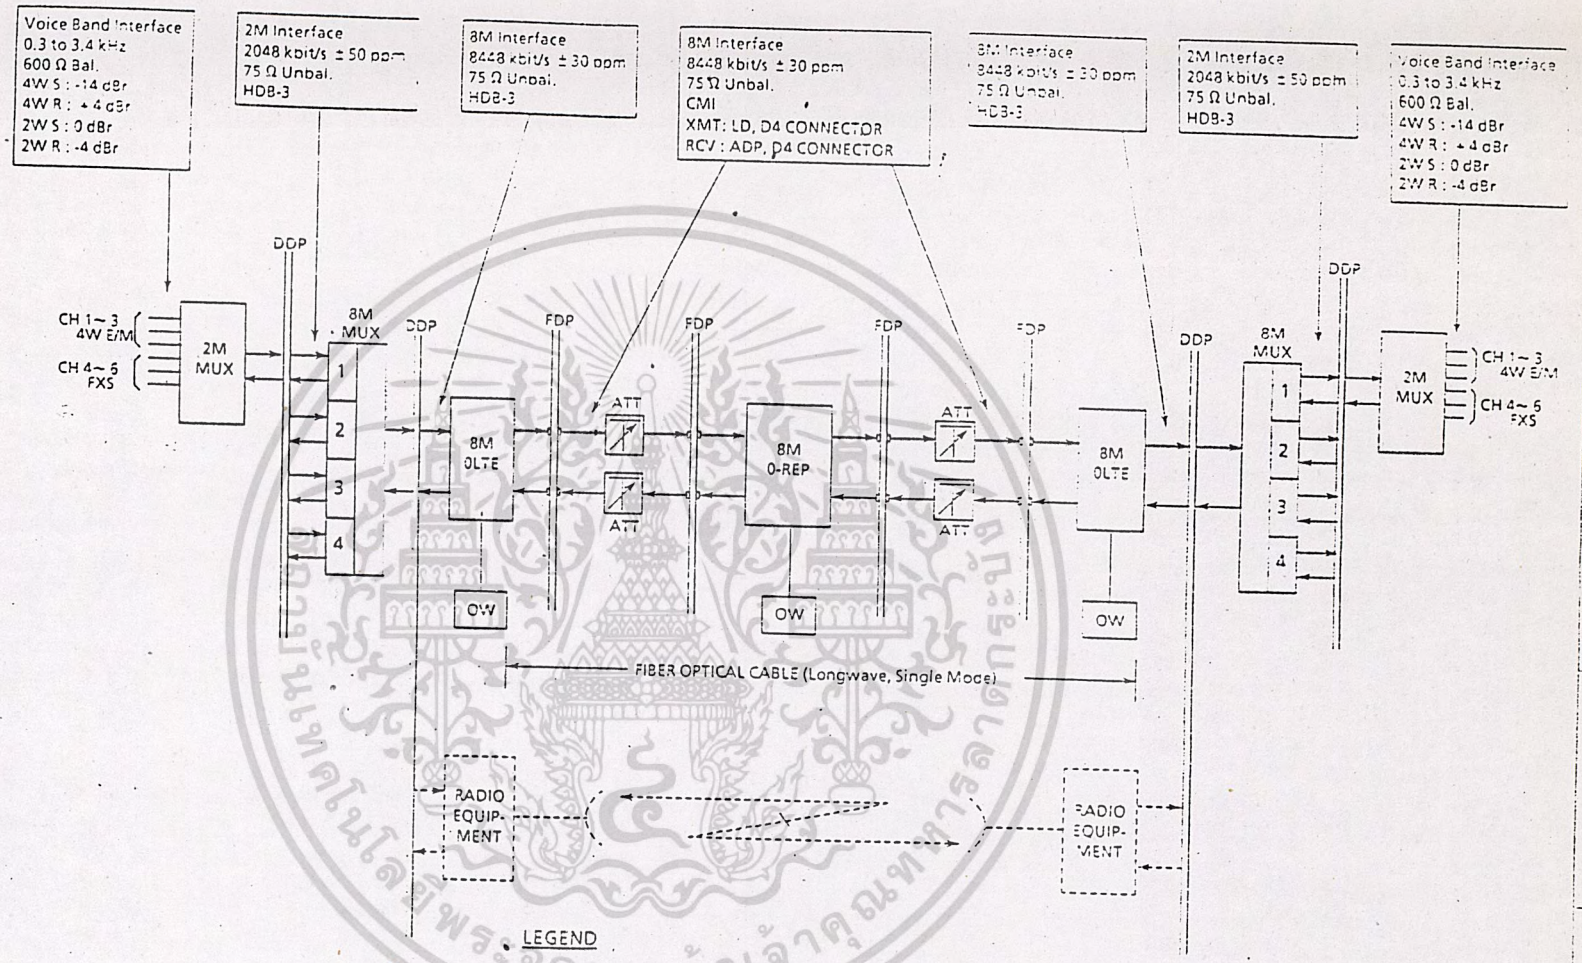 Voice Band Interface
0.3 to 3.4 kHz
600 Ω Bal.
4W S : -14 dBr
4W R : +4 dBr
2W S : 0 dBr
2W R : -4 dBr
2M Interface
2048 kbit/s ± 50 ppm
75 Ω Unbal.
HDB-3
8M Interface
8448 kbit/s ± 30 ppm
75 Ω Unbal.
HDB-3
8M Interface
8448 kbit/s ± 30 ppm
75 Ω Unbal.
CMI
XMT: LD, D4 CONNECTOR
RCV : ADP, D4 CONNECTOR
8M Interface
8448 kbit/s ± 30 ppm
75 Ω Unbal.
HDB-3
2M Interface
2048 kbit/s ± 50 ppm
75 Ω Unbal.
HDB-3
Voice Band Interface
0.3 to 3.4 kHz
600 Ω Bal.
4W S : -14 dBr
4W R : +4 dBr
2W S : 0 dBr
2W R : -4 dBr
DDP
DDP
CH 1~ 3
4W E/M
CH 4~ 6
FXS
2M
MUX
8M
MUX
1
2
3
4
DDP
FDP
FDP
FDP
FDP
DDP
8M
MUX
1
2
3
4
2M
MUX
CH 1~ 3
4W E/M
CH 4~ 6
FXS
8M
0LTE
ATT
ATT
8M
0-REP
ATT
ATT
8M
0LTE
OW
OW
OW
FIBER OPTICAL CABLE (Longwave, Single Mode)
RADIO
EQUIP-
MENT
RADIO
EQUIP-
MENT
LEGEND